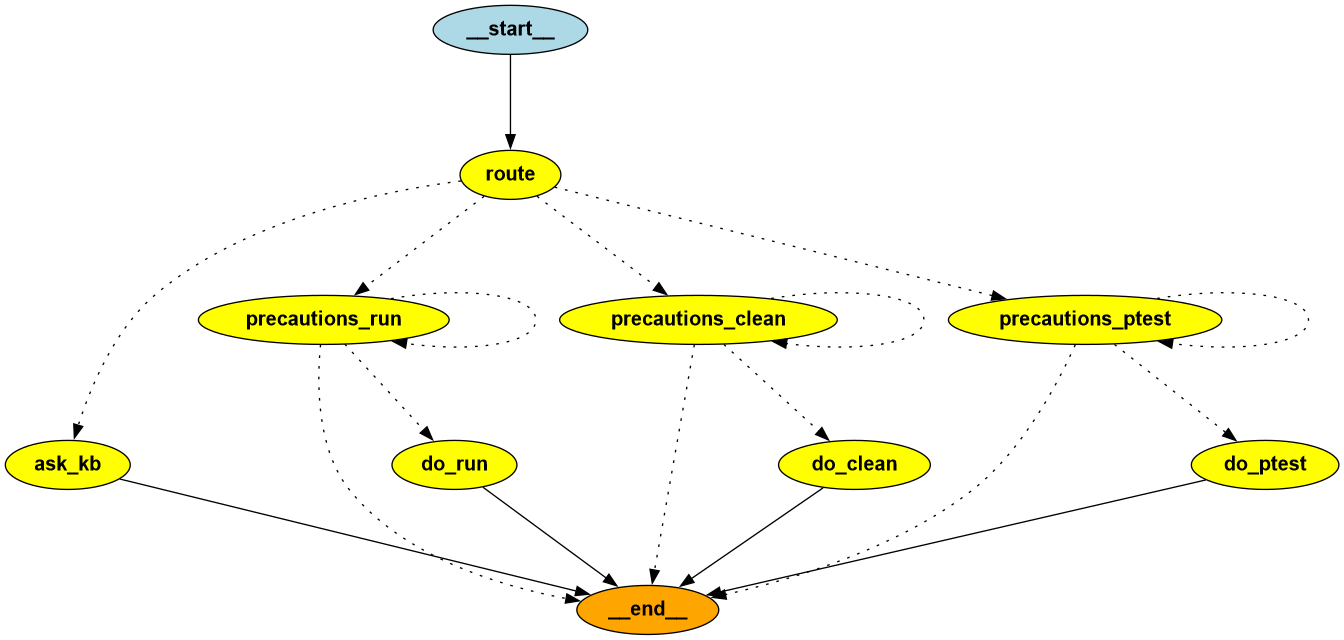 __start__
route
precautions_run
precautions_clean
precautions_ptest
ask_kb
do_run
do_clean
do_ptest
__end__